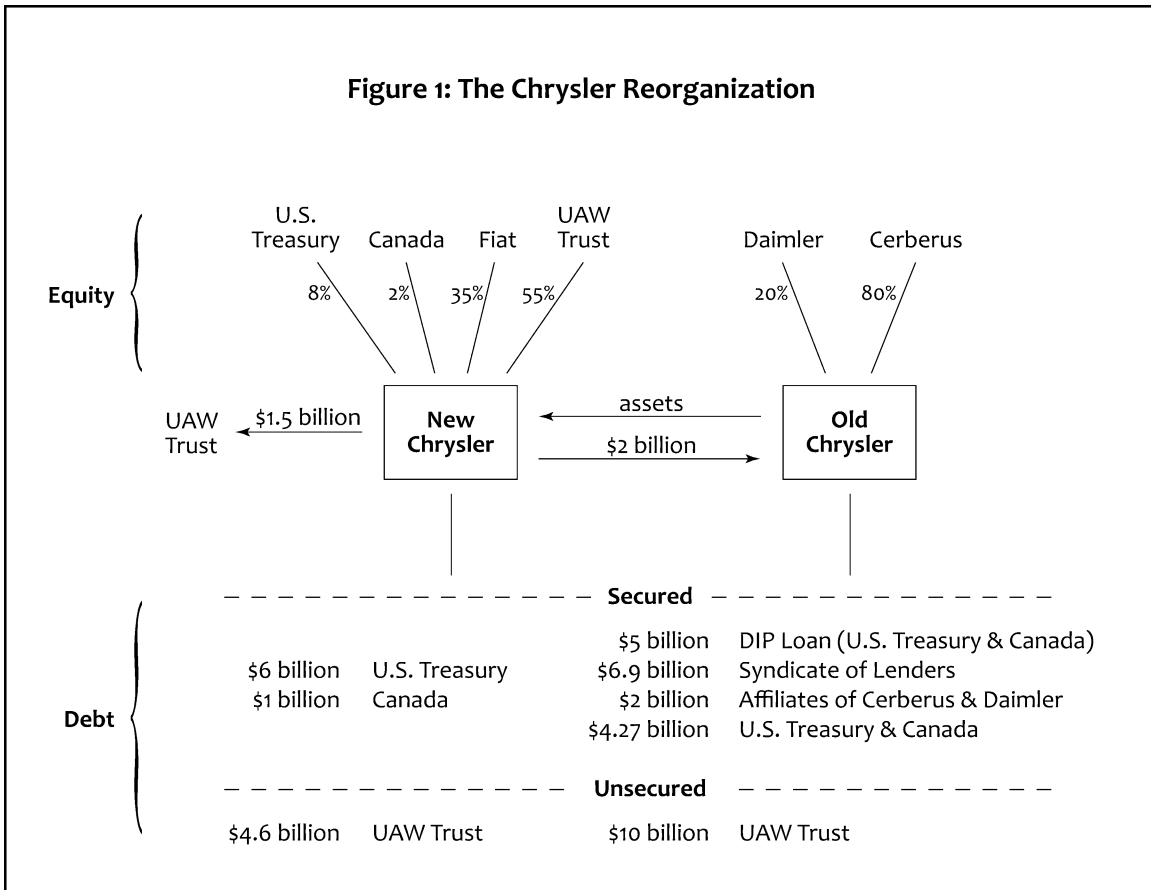 Figure 1: The Chrysler Reorganization
U.S.
Treasury
Canada
Fiat
UAW
Trust
Daimler
Cerberus
Equity
8%
2%
35%
55%
20%
80%
UAW
Trust
$1.5 billion
New
Chrysler
assets
$2 billion
Old
Chrysler
Debt
Secured
$6 billion U.S. Treasury
$1 billion Canada
$5 billion DIP Loan (U.S. Treasury & Canada)
$6.9 billion Syndicate of Lenders
$2 billion Affiliates of Cerberus & Daimler
$4.27 billion U.S. Treasury & Canada
Unsecured
$4.6 billion UAW Trust
$10 billion UAW Trust